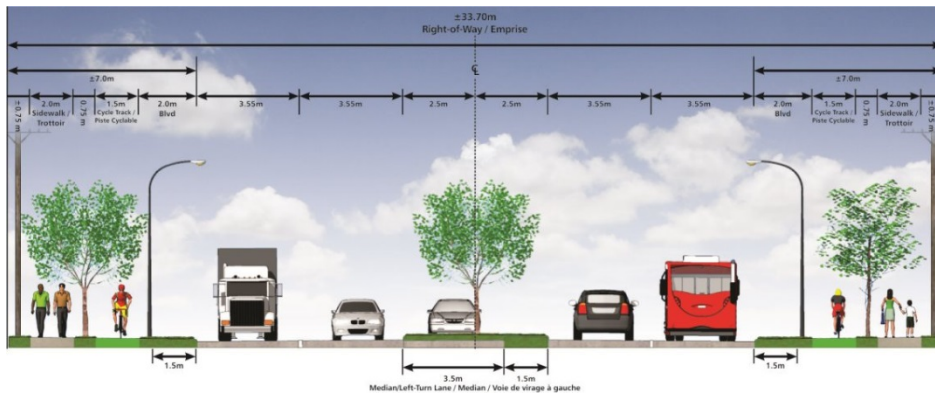 ±33.70m
Right-of-Way / Emprise
±7.0m
℄
±7.0m
±0.75 m
2.0m
Sidewalk /
Trottoir
0.75 m
1.5m
Cycle Track /
Piste Cyclable
2.0m
Blvd
3.55m
3.55m
2.5m
2.5m
3.55m
3.55m
2.0m
Blvd
1.5m
Cycle Track /
Piste Cyclable
0.75 m
2.0m
Sidewalk /
Trottoir
±0.75 m
1.5m
3.5m
1.5m
1.5m
Median/Left-Turn Lane / Median / Voie de virage à gauche